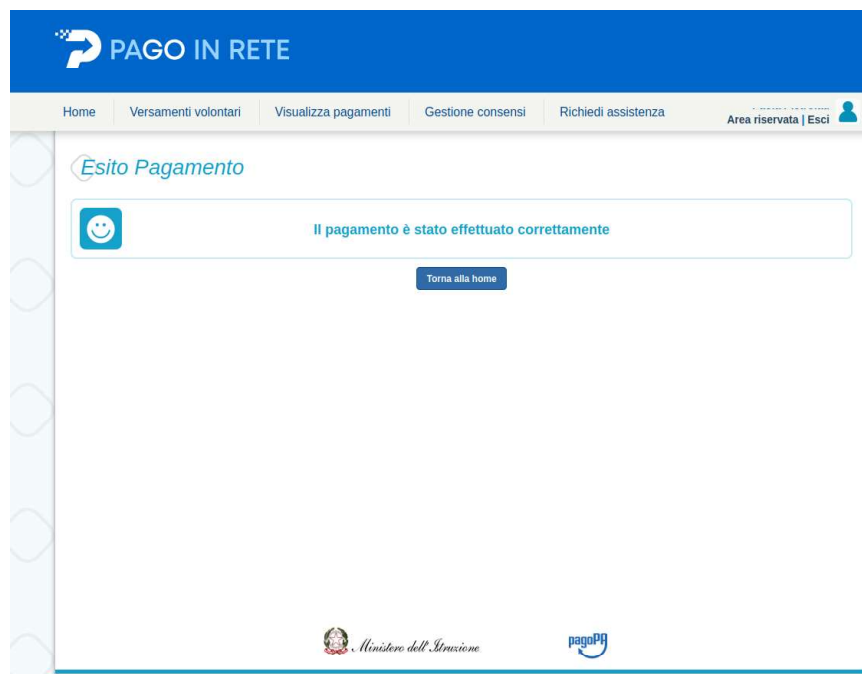 PAGO IN RETE
Home Versamenti volontari Visualizza pagamenti Gestione consensi Richiedi assistenza
Area riservata | Esci
Esito Pagamento
Il pagamento è stato effettuato correttamente
Torna alla home
Ministero dell'Istruzione
pagoPA